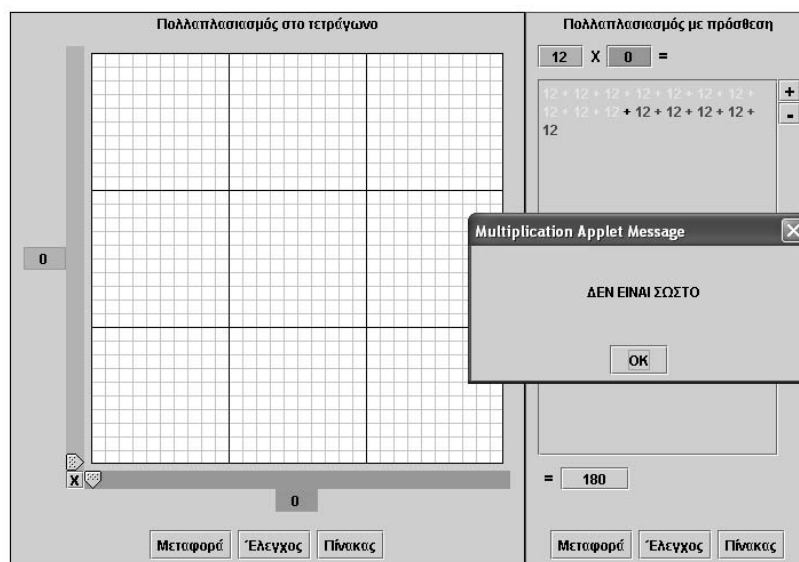 Πολλαπλασιασμός στο τετράγωνο
0
X
0
Μεταφορά Έλεγχος Πίνακας
Πολλαπλασιασμός με πρόσθεση
12 X 0 =
12 + 12 + 12 + 12 + 12 + 12 + 12 +
12 + 12 + 12 + 12 + 12 + 12 + 12 +
12
+
-
Multiplication Applet Message
ΔΕΝ ΕΙΝΑΙ ΣΩΣΤΟ
OK
= 180
Μεταφορά Έλεγχος Πίνακας